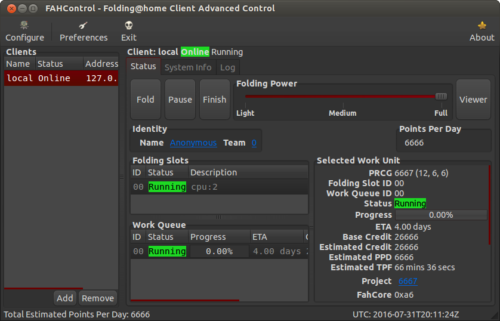 FAHControl - Folding@home Client Advanced Control
Configure Preferences Exit About
Clients
Name Status Address
local Online 127.0.
Add Remove
Client: local Online Running
Status System Info Log
Fold Pause Finish
Folding Power
Light Medium Full
Viewer
Identity
Name Anonymous Team 0
Points Per Day
6666
Folding Slots
ID Status Description
00 Running cpu:2
Work Queue
ID Status Progress ETA
00 Running 0.00% 4.00 days
Selected Work Unit
PRCG 6667 (12, 6, 6)
Folding Slot ID 00
Work Queue ID 00
Status Running
Progress 0.00%
ETA 4.00 days
Base Credit 26666
Estimated Credit 26666
Estimated PPD 6666
Estimated TPF 66 mins 36 secs
Project 6667
FahCore 0xa6
Total Estimated Points Per Day: 6666 UTC: 2016-07-31T20:11:24Z